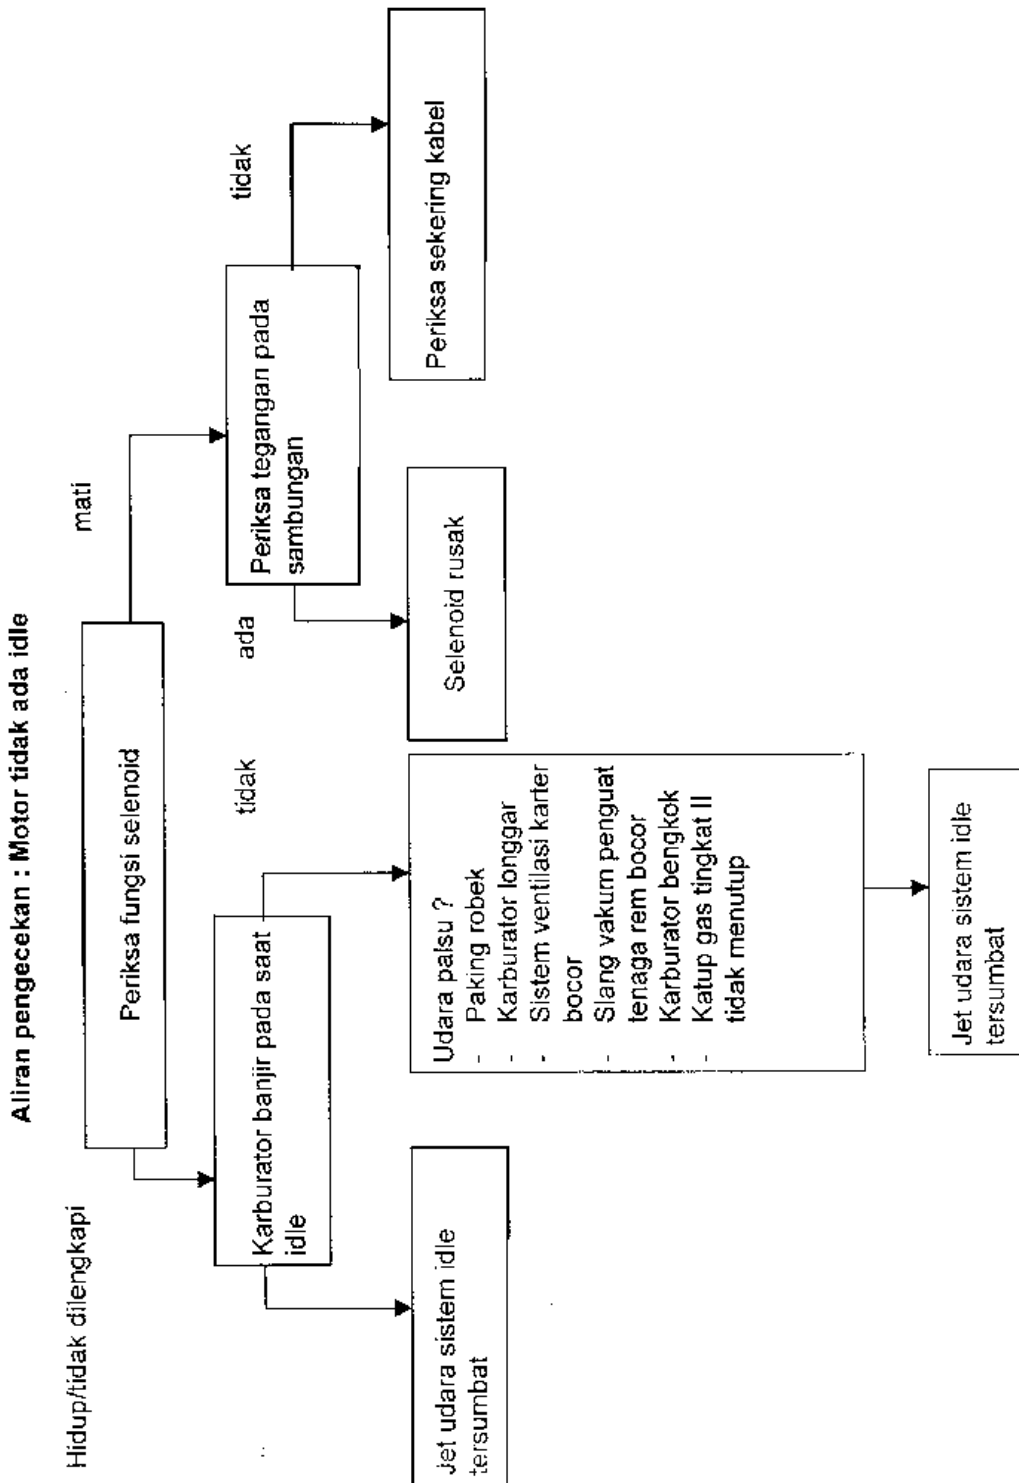 Aliran pengecekan : Motor tidak ada idle
Periksa fungsi selenoid
Hidup/tidak dilengkapi
mati
Karburator banjir pada saat
idle
Periksa tegangan pada
sambungan
tidak
ada
tidak
Jet udara sistem idle
tersumbat
Udara palsu ?
- Paking robek
- Karburator longgar
- Sistem ventilasi karter
bocor
- Slang vakum penguat
tenaga rem bocor
- Karburator bengkok
- Katup gas tingkat II
tidak menutup
Selenoid rusak
Periksa sekering kabel
Jet udara sistem idle
tersumbat